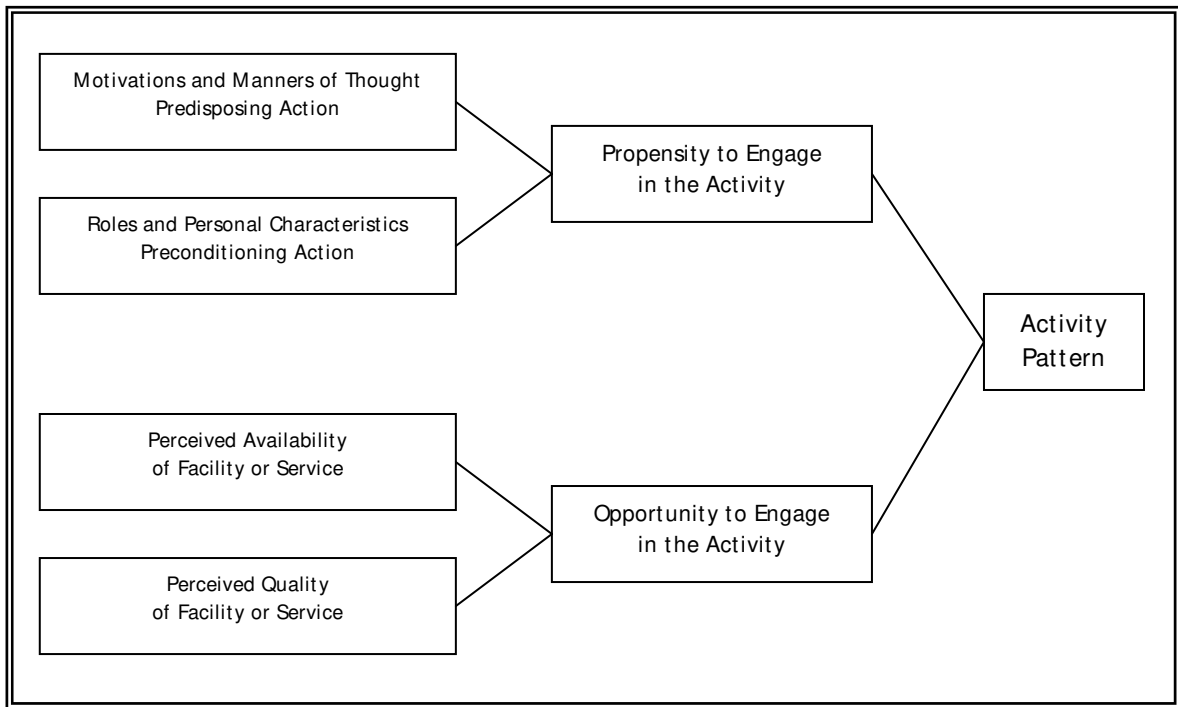 Motivations and Manners of Thought
Predisposing Action
Propensity to Engage
in the Activity
Roles and Personal Characteristics
Preconditioning Action
Activity
Pattern
Perceived Availability
of Facility or Service
Opportunity to Engage
in the Activity
Perceived Quality
of Facility or Service